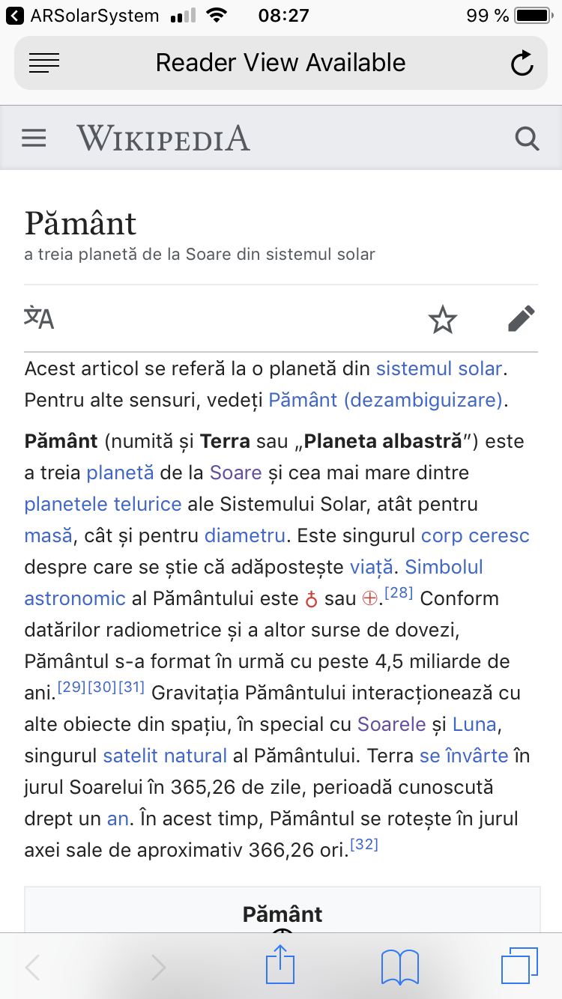 ARSolarSystem 08:27 99 %
Reader View Available
WIKIPEDIA
Pământ
a treia planetă de la Soare din sistemul solar
Acest articol se referă la o planetă din sistemul solar.
Pentru alte sensuri, vedeți Pământ (dezambiguizare).
Pământ (numită și Terra sau „Planeta albastră”) este
a treia planetă de la Soare și cea mai mare dintre
planetele telurice ale Sistemului Solar, atât pentru
masă, cât și pentru diametru. Este singurul corp ceresc
despre care se știe că adăpostește viață. Simbolul
astronomic al Pământului este ♁ sau ⊕.[28] Conform
datărilor radiometrice și a altor surse de dovezi,
Pământul s-a format în urmă cu peste 4,5 miliarde de
ani.[29][30][31] Gravitația Pământului interacționează cu
alte obiecte din spațiu, în special cu Soarele și Luna,
singurul satelit natural al Pământului. Terra se învârte în
jurul Soarelui în 365,26 de zile, perioadă cunoscută
drept un an. În acest timp, Pământul se rotește în jurul
axei sale de aproximativ 366,26 ori.[32]
Pământ